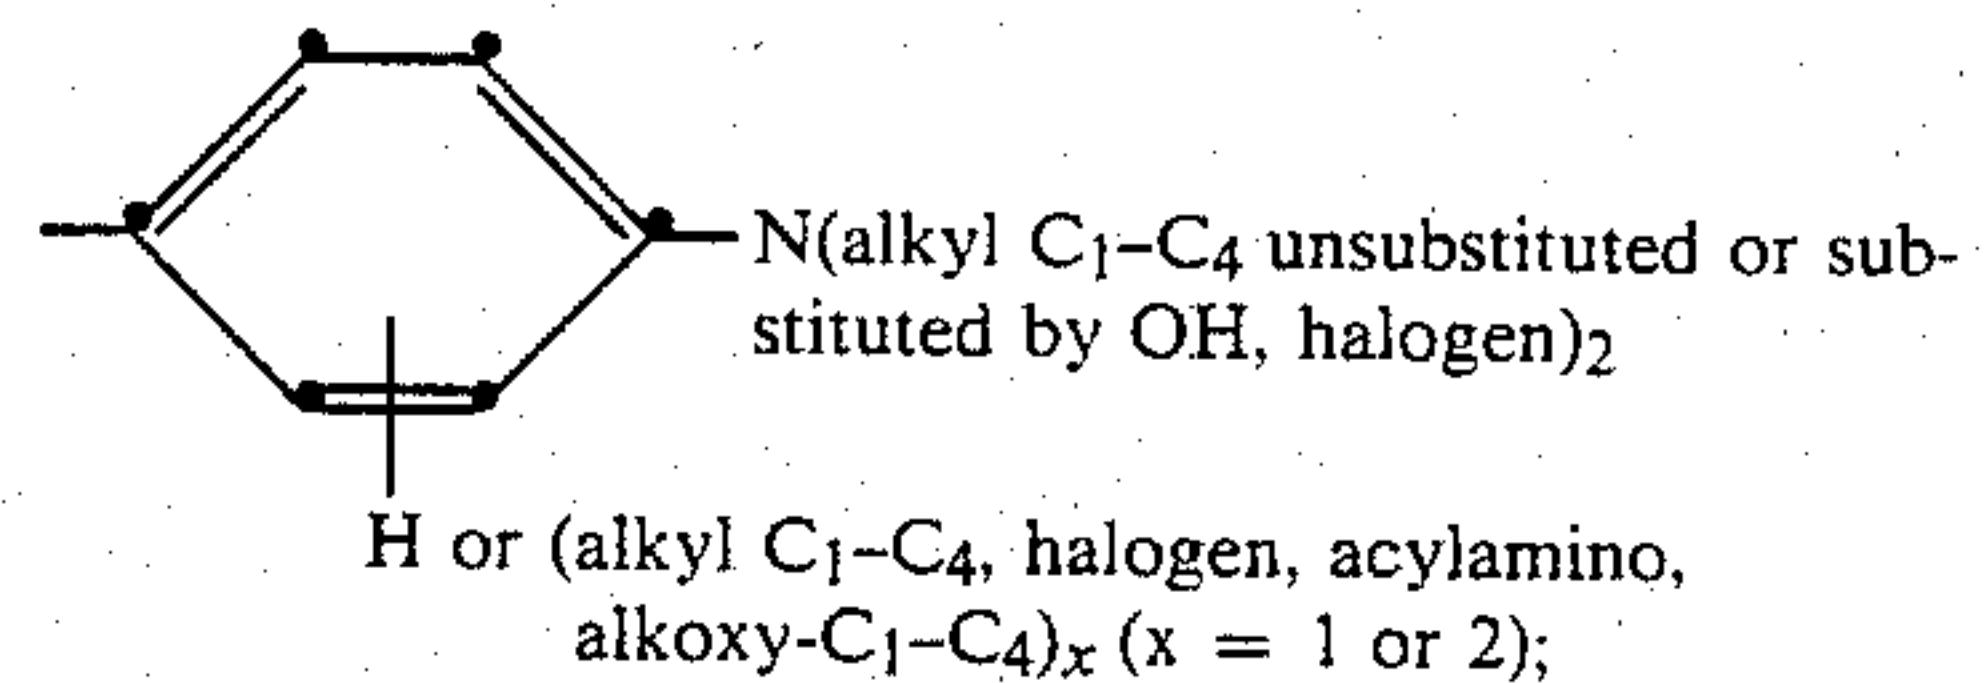 N(alkyl C₁–C₄ unsubstituted or sub-
stituted by OH, halogen)₂
H or (alkyl C₁–C₄, halogen, acylamino,
alkoxy-C₁–C₄)ₓ (x = 1 or 2);